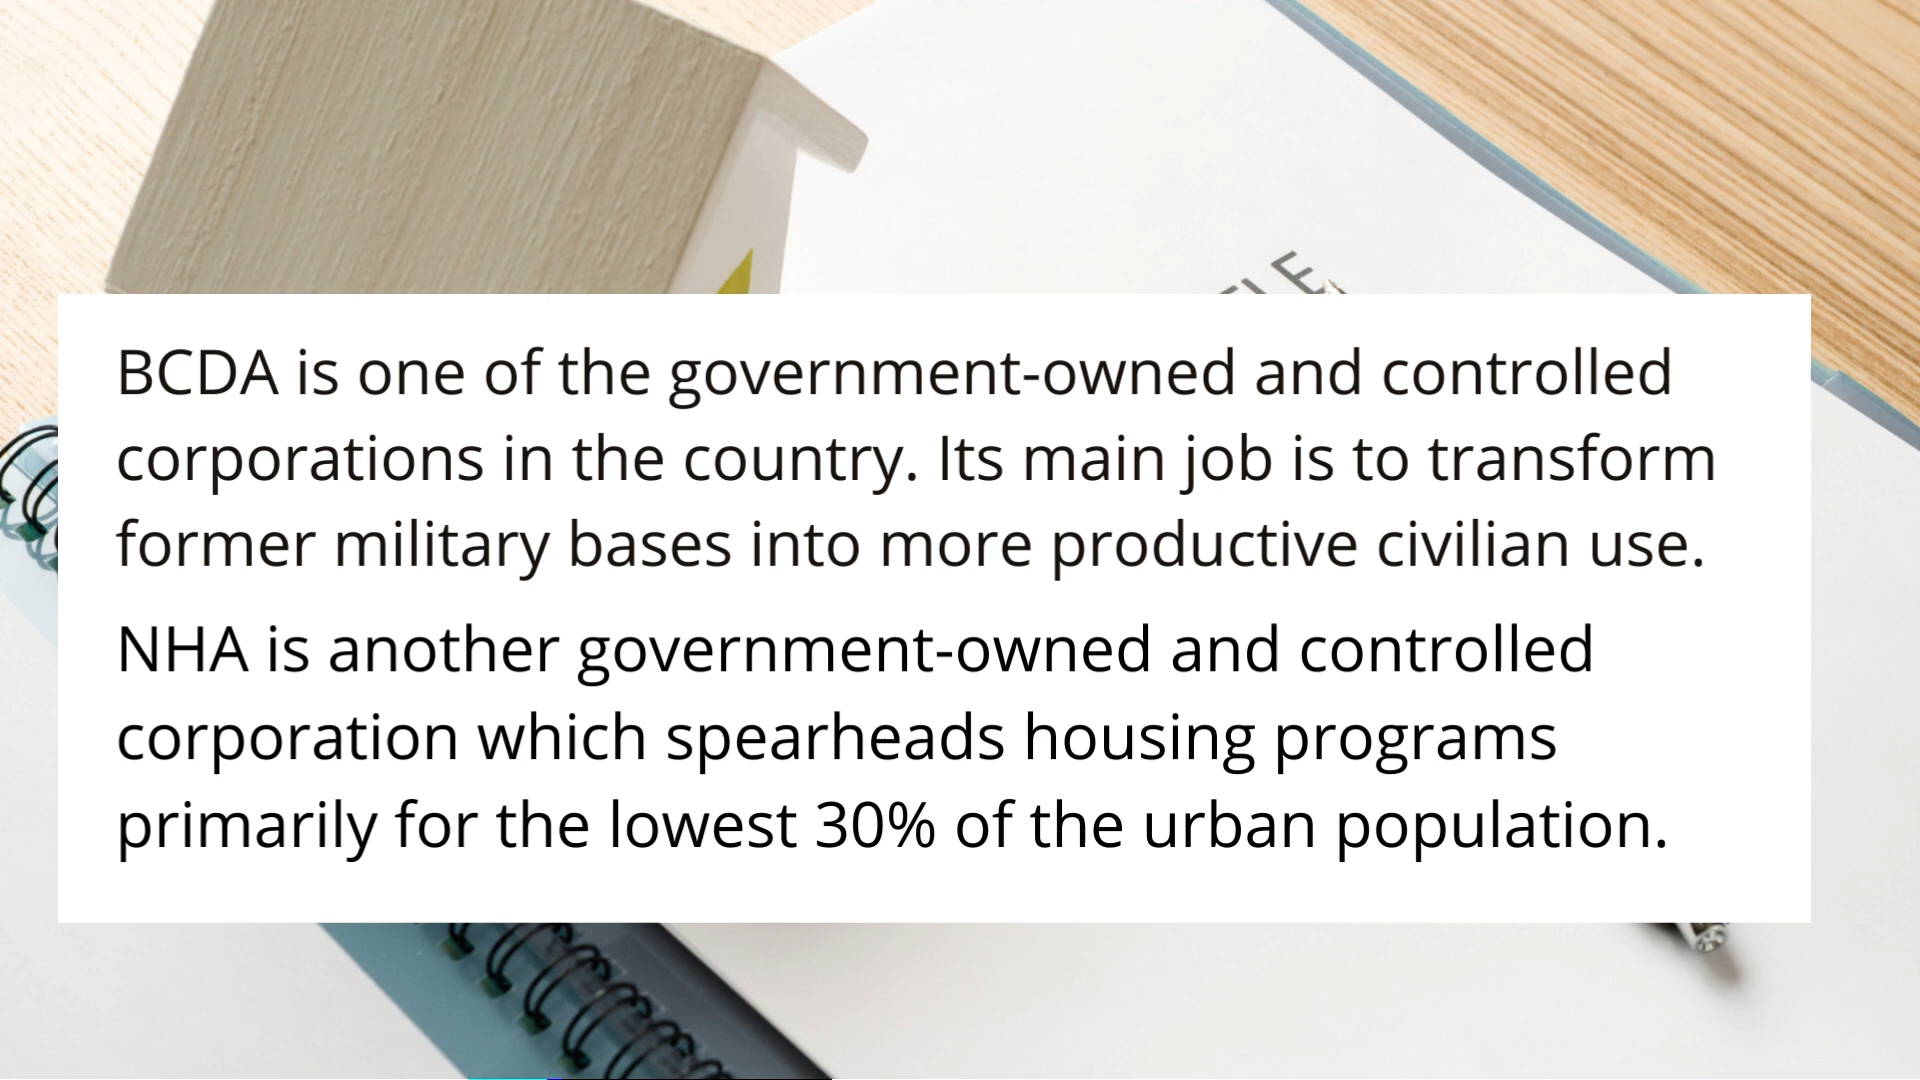 BCDA is one of the government-owned and controlled
corporations in the country. Its main job is to transform
former military bases into more productive civilian use.
NHA is another government-owned and controlled
corporation which spearheads housing programs
primarily for the lowest 30% of the urban population.